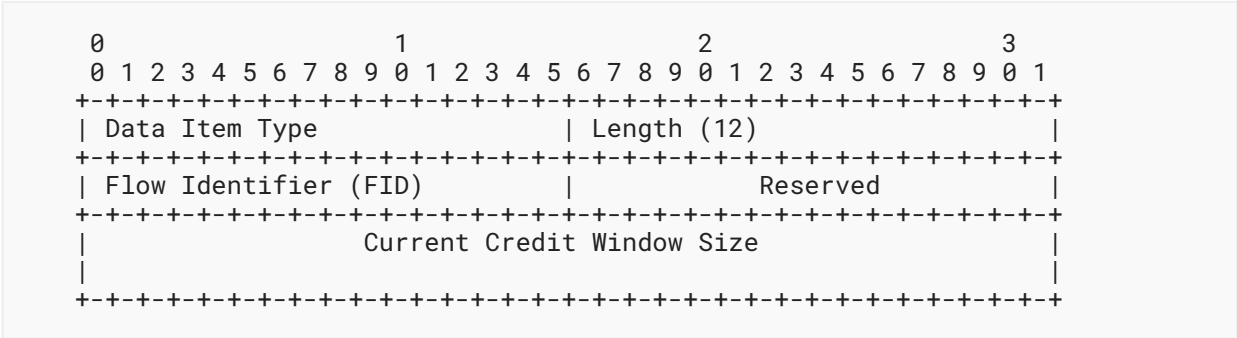 0                   1                   2                   3
 0 1 2 3 4 5 6 7 8 9 0 1 2 3 4 5 6 7 8 9 0 1 2 3 4 5 6 7 8 9 0 1
+-+-+-+-+-+-+-+-+-+-+-+-+-+-+-+-+-+-+-+-+-+-+-+-+-+-+-+-+-+-+-+-+
| Data Item Type                | Length (12)                   |
+-+-+-+-+-+-+-+-+-+-+-+-+-+-+-+-+-+-+-+-+-+-+-+-+-+-+-+-+-+-+-+-+
| Flow Identifier (FID)         |            Reserved           |
+-+-+-+-+-+-+-+-+-+-+-+-+-+-+-+-+-+-+-+-+-+-+-+-+-+-+-+-+-+-+-+-+
|                  Current Credit Window Size                   |
|                                                               |
+-+-+-+-+-+-+-+-+-+-+-+-+-+-+-+-+-+-+-+-+-+-+-+-+-+-+-+-+-+-+-+-+